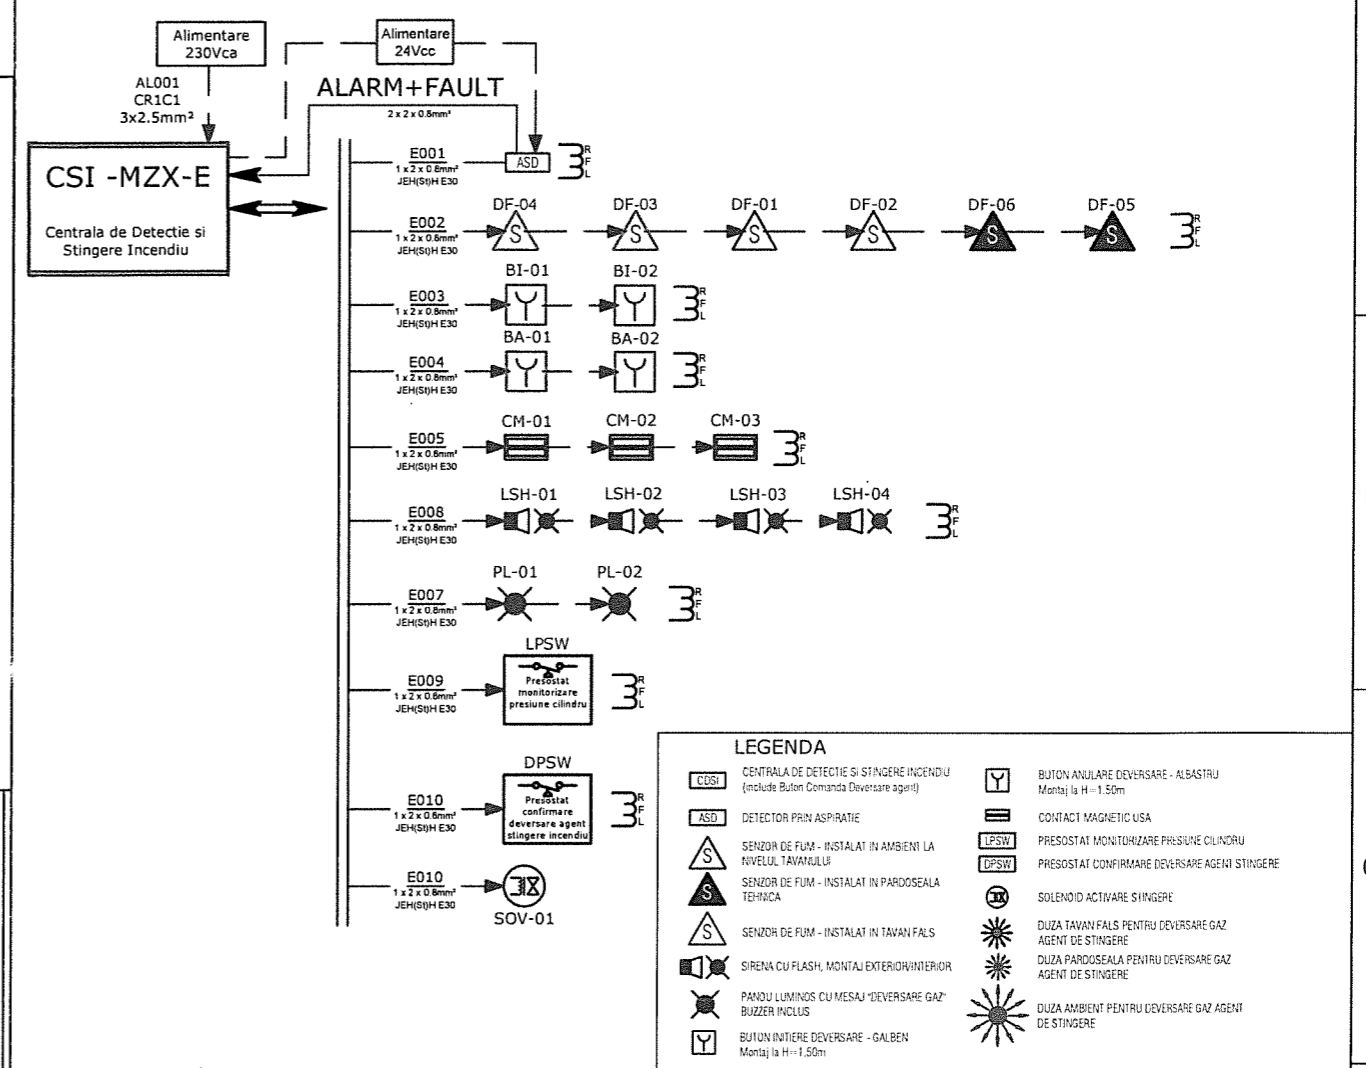 Alimentare
230Vca
Alimentare
24Vcc
AL001
CR1C1
3x2.5mm²
ALARM+FAULT
2 x 2 x 0.8mm²
CSI -MZX-E
Centrala de Detectie si
Stingere Incendiu
E001
1 x 2 x 0.8mm²
JEH(St)H E30
ASD
R
F
L
E002
1 x 2 x 0.8mm²
JEH(St)H E30
DF-04
DF-03
DF-01
DF-02
DF-06
DF-05
S
S
S
S
S
S
R
F
L
E003
1 x 2 x 0.8mm²
JEH(St)H E30
BI-01
BI-02
R
F
L
E004
1 x 2 x 0.8mm²
JEH(St)H E30
BA-01
BA-02
R
F
L
E005
1 x 2 x 0.8mm²
JEH(St)H E30
CM-01
CM-02
CM-03
R
F
L
E008
1 x 2 x 0.8mm²
JEH(St)H E30
LSH-01
LSH-02
LSH-03
LSH-04
R
F
L
E007
1 x 2 x 0.8mm²
JEH(St)H E30
PL-01
PL-02
R
F
L
E009
1 x 2 x 0.8mm²
JEH(St)H E30
LPSW
Presostat
monitorizare
presiune cilindru
R
F
L
E010
1 x 2 x 0.8mm²
JEH(St)H E30
DPSW
Presostat
confirmare
deversare agent
stingere incendiu
R
F
L
E010
1 x 2 x 0.8mm²
JEH(St)H E30
SOV-01
LEGENDA
CDSI
CENTRALA DE DETECTIE SI STINGERE INCENDIU
(include Buton Comanda Deversare agent)
ASD
DETECTOR PRIN ASPIRATIE
S
SENZOR DE FUM - INSTALAT IN AMBIENT LA
NIVELUL TAVANULUI
S
SENZOR DE FUM - INSTALAT IN PARDOSEALA
TEHNICA
S
SENZOR DE FUM - INSTALAT IN TAVAN FALS
SIRENA CU FLASH, MONTAJ EXTERIOR/INTERIOR
PANOU LUMINOS CU MESAJ "DEVERSARE GAZ"
BUZZER INCLUS
BUTON INITIERE DEVERSARE - GALBEN
Montaj la H=1.50m
BUTON ANULARE DEVERSARE - ALBASTRU
Montaj la H=1.50m
CONTACT MAGNETIC USA
LPSW
PRESOSTAT MONITORIZARE PRESIUNE CILINDRU
DPSW
PRESOSTAT CONFIRMARE DEVERSARE AGENT STINGERE
SOLENOID ACTIVARE STINGERE
DUZA TAVAN FALS PENTRU DEVERSARE GAZ
AGENT DE STINGERE
DUZA PARDOSEALA PENTRU DEVERSARE GAZ
AGENT DE STINGERE
DUZA AMBIENT PENTRU DEVERSARE GAZ AGENT
DE STINGERE